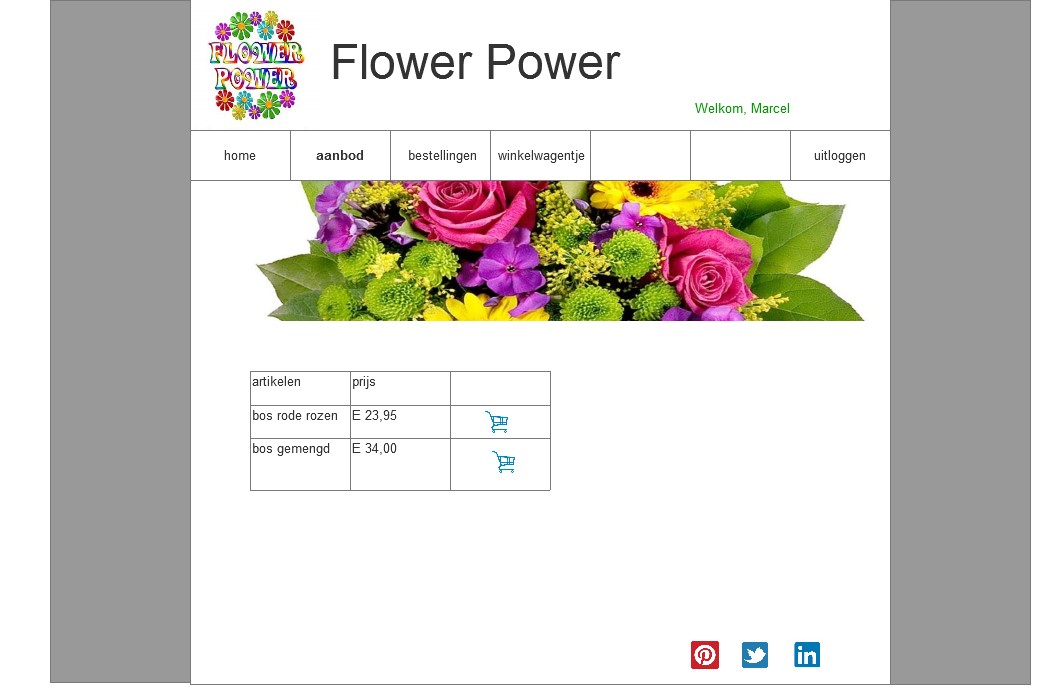 FLOWER
POWER
Flower Power
Welkom, Marcel
home aanbod bestellingen winkelwagentje uitloggen
artikelen prijs
bos rode rozen E 23,95
bos gemengd E 34,00
in